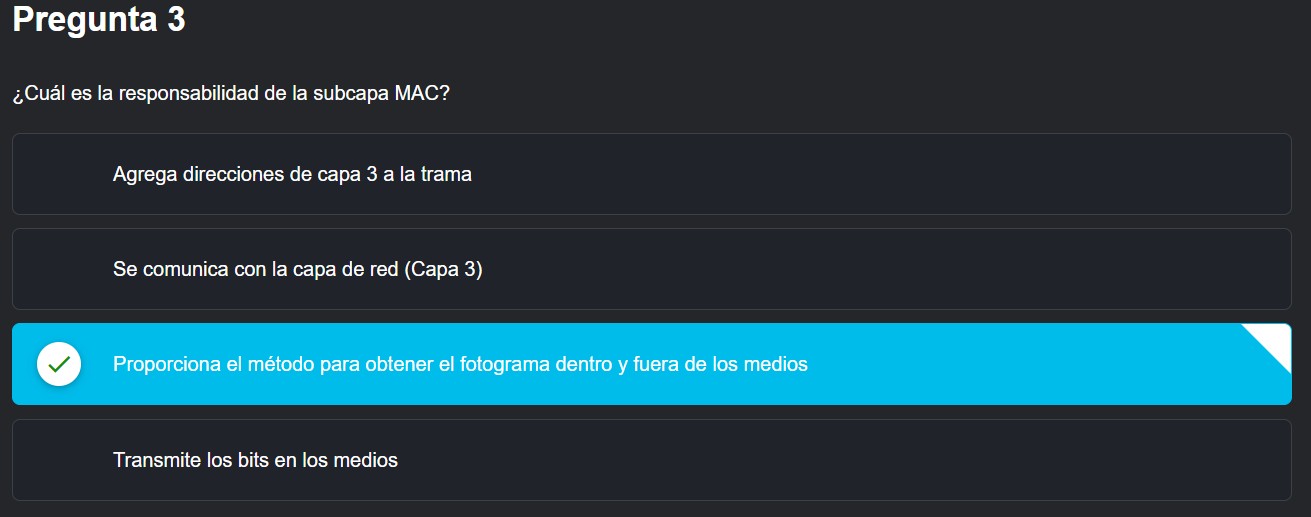 Pregunta 3
¿Cuál es la responsabilidad de la subcapa MAC?
Agrega direcciones de capa 3 a la trama
Se comunica con la capa de red (Capa 3)
Proporciona el método para obtener el fotograma dentro y fuera de los medios
Transmite los bits en los medios